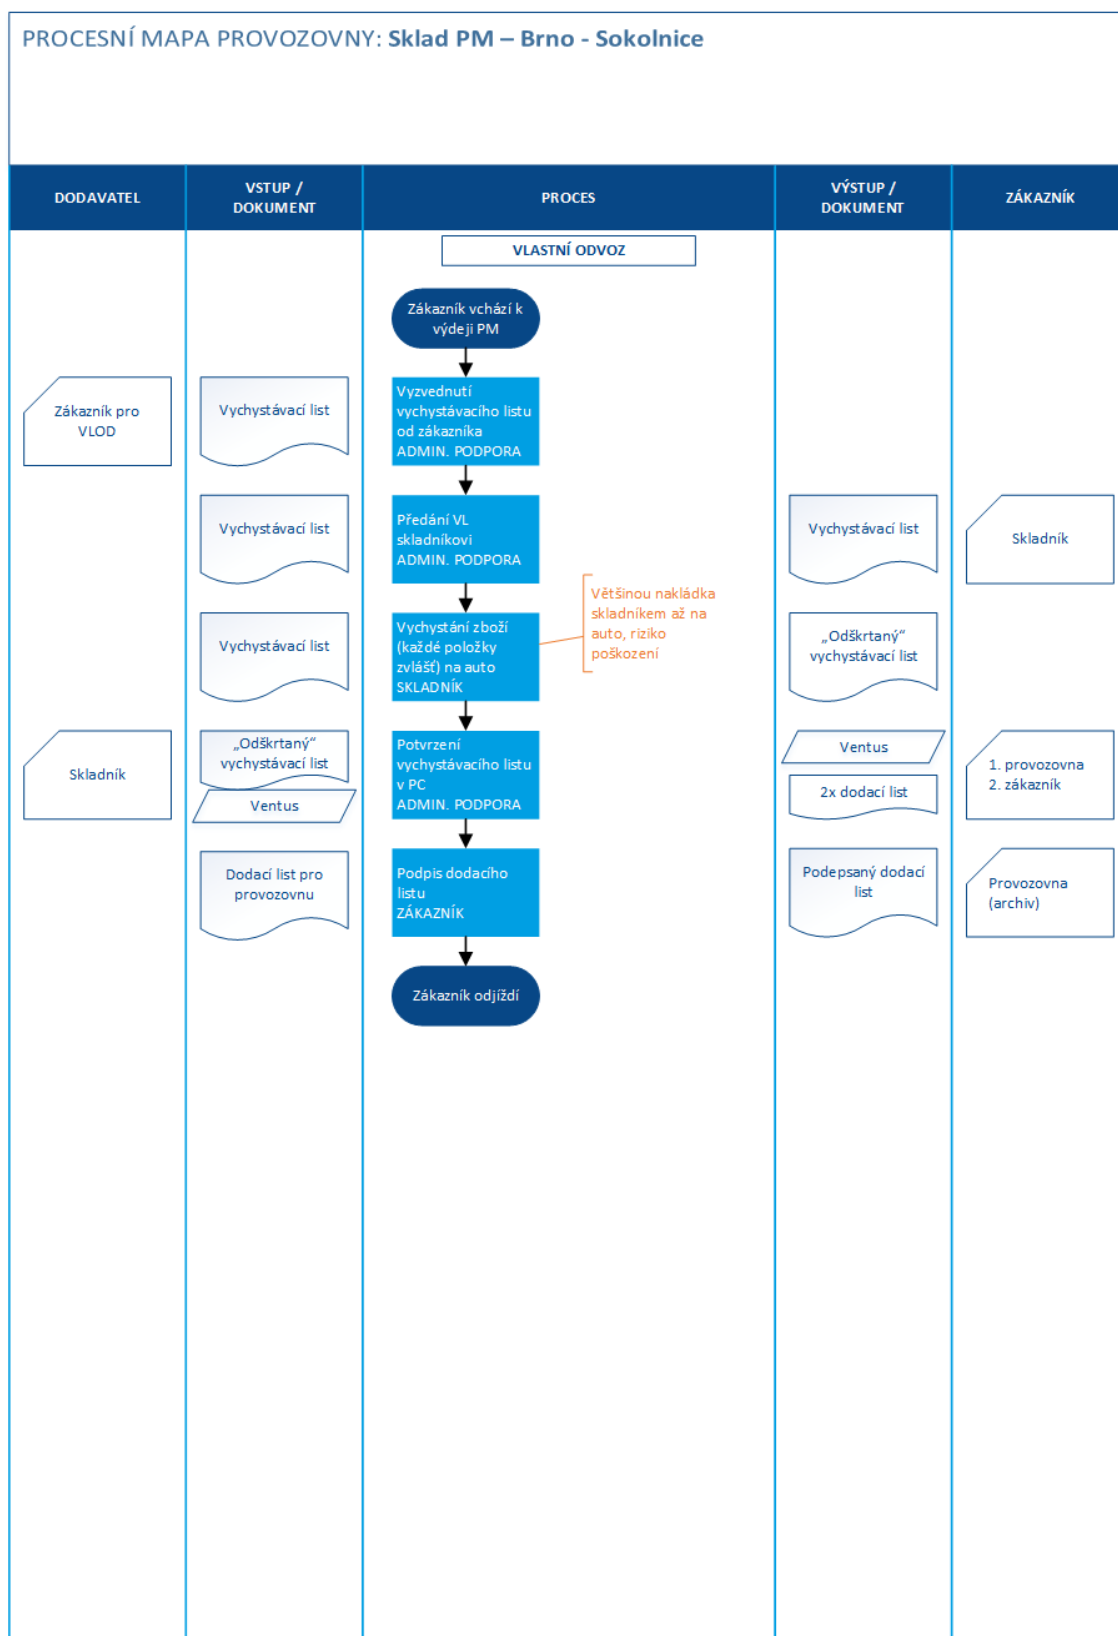 PROCESNÍ MAPA PROVOZOVNY: Sklad PM – Brno - Sokolnice
DODAVATEL
VSTUP /
DOKUMENT
PROCES
VÝSTUP /
DOKUMENT
ZÁKAZNÍK
VLASTNÍ ODVOZ
Zákazník vchází k
výdeji PM
Zákazník pro
VLOD
Vychystávací list
Vyzvednutí
vychystávacího listu
od zákazníka
ADMIN. PODPORA
Vychystávací list
Předání VL
skladníkovi
ADMIN. PODPORA
Vychystávací list
Skladník
Vychystávací list
Vychystání zboží
(každé položky
zvlášť) na auto
SKLADNÍK
Většinou nakládka
skladníkem až na
auto, riziko
poškození
„Odškrtaný“
vychystávací list
Skladník
„Odškrtaný“
vychystávací list
Ventus
Potvrzení
vychystávacího listu
v PC
ADMIN. PODPORA
Ventus
2x dodací list
1. provozovna
2. zákazník
Dodací list pro
provozovnu
Podpis dodacího
listu
ZÁKAZNÍK
Podepsaný dodací
list
Provozovna
(archiv)
Zákazník odjíždí